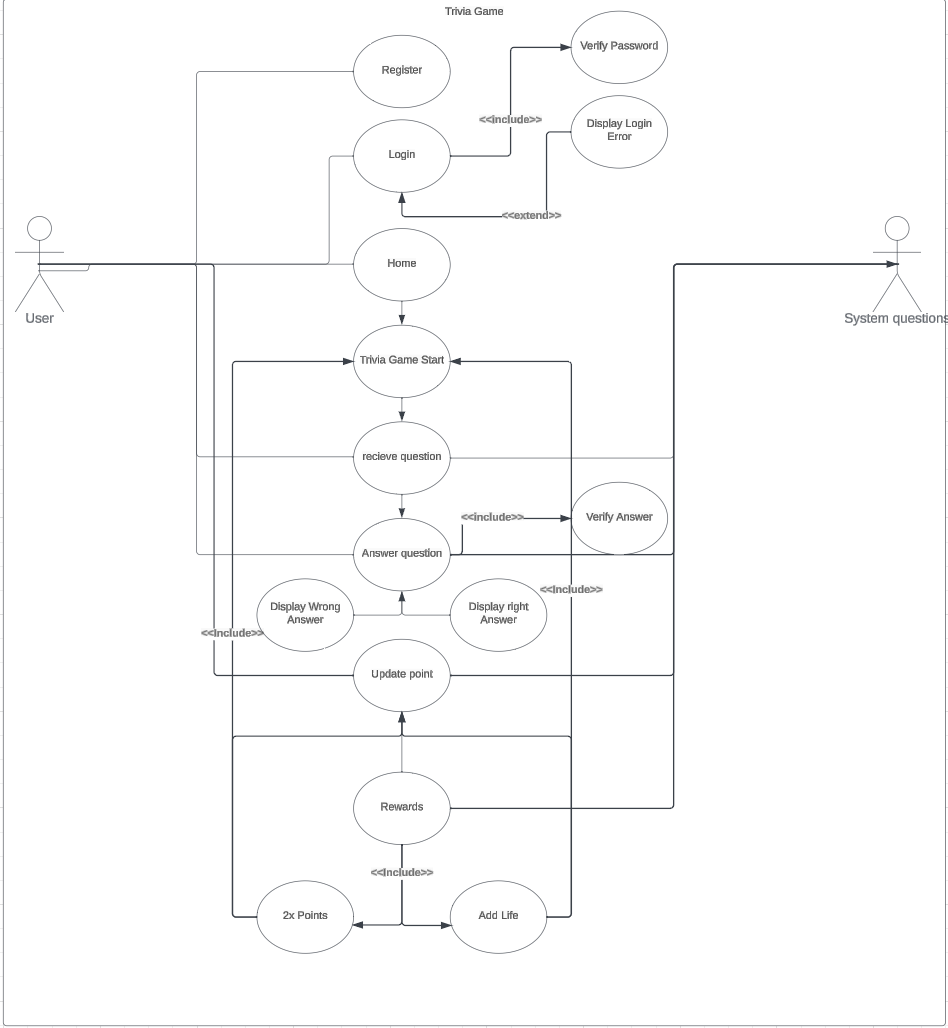 Trivia Game
Verify Password
Register
<<include>>
Display Login
Error
Login
<<extend>>
Home
User
System questions
Trivia Game Start
recieve question
<<include>>
Verify Answer
Answer question
<<Include>>
Display Wrong
Answer
Display right
Answer
<<Include>>
Update point
Rewards
<<Include>>
2x Points
Add Life